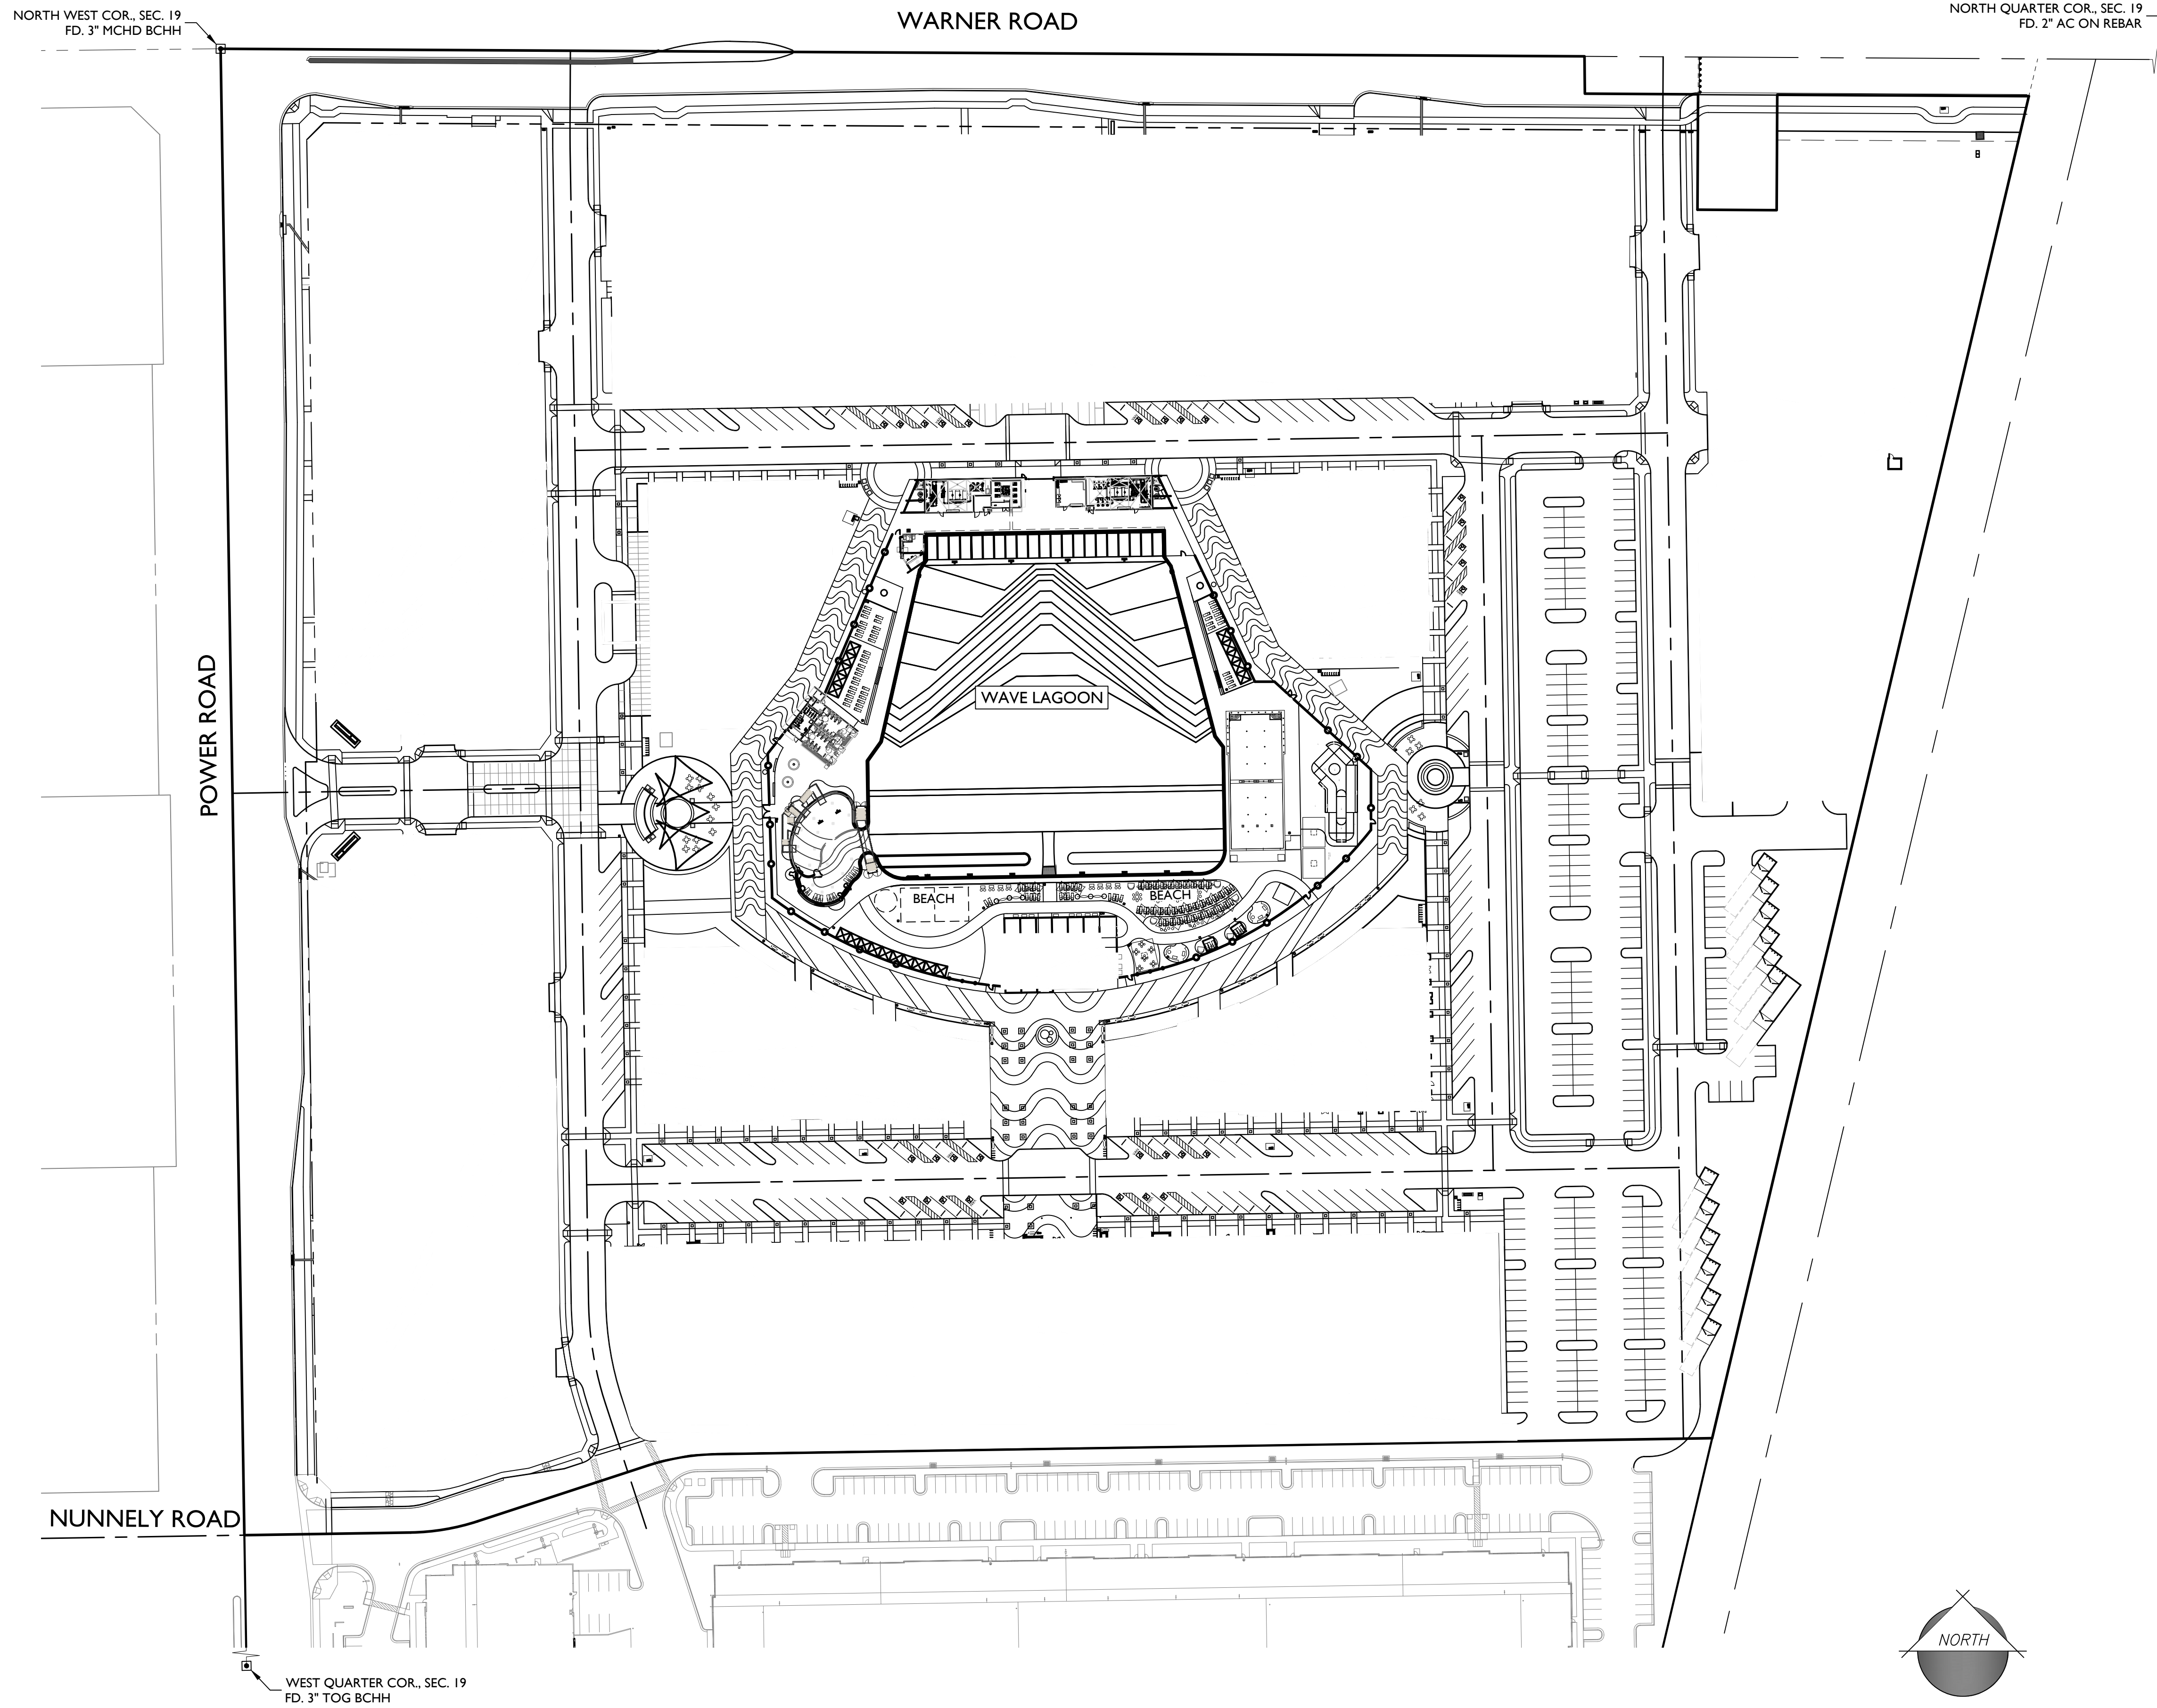 NORTH WEST COR., SEC. 19
FD. 3" MCHD BCHH
WARNER ROAD
NORTH QUARTER COR., SEC. 19
FD. 2" AC ON REBAR
POWER ROAD
WAVE LAGOON
BEACH
BEACH
NUNNELY ROAD
NORTH
WEST QUARTER COR., SEC. 19
FD. 3" TOG BCHH